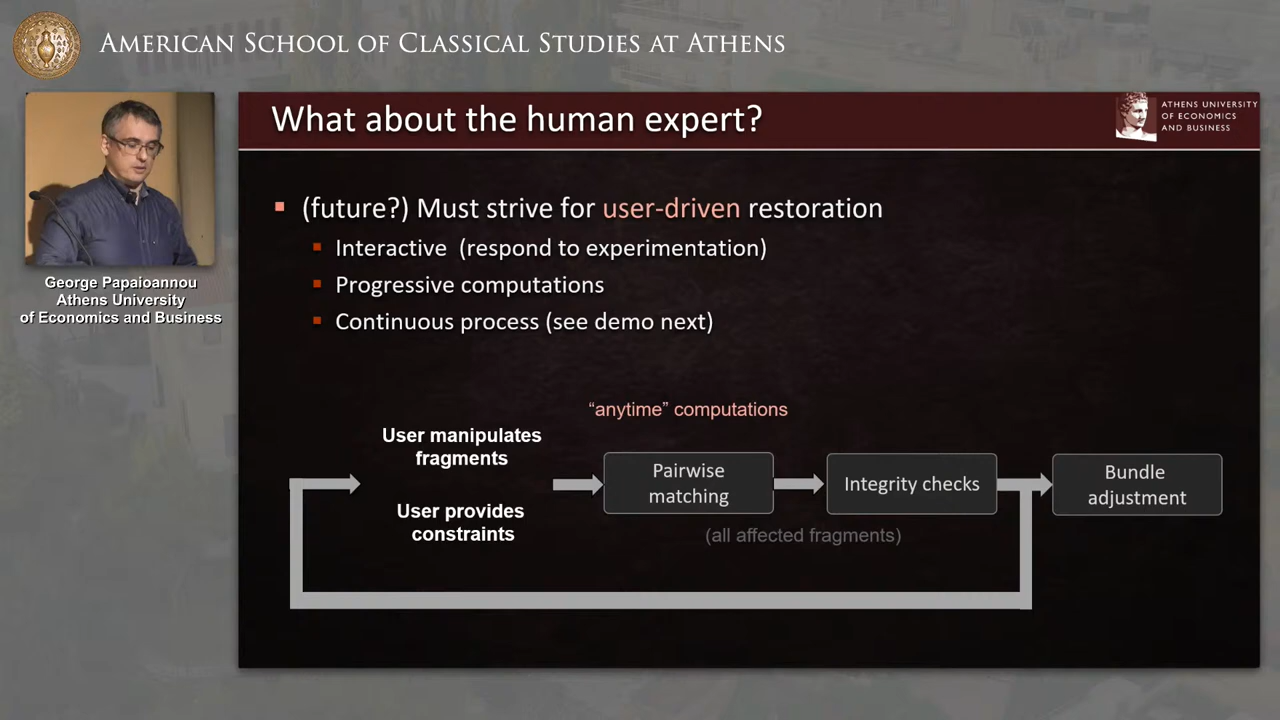 AMERICAN SCHOOL OF CLASSICAL STUDIES AT ATHENS
What about the human expert?
ATHENS UNIVERSITY
OF ECONOMICS
AND BUSINESS
George Papaioannou
Athens University
of Economics and Business
(future?) Must strive for user-driven restoration
Interactive (respond to experimentation)
Progressive computations
Continuous process (see demo next)
“anytime” computations
User manipulates
fragments
User provides
constraints
Pairwise
matching
Integrity checks
Bundle
adjustment
(all affected fragments)